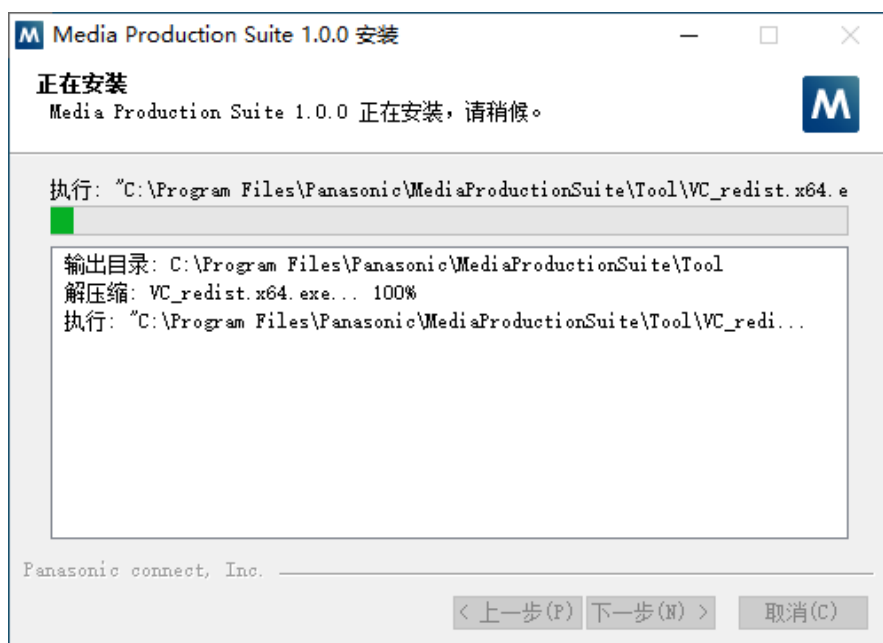 M Media Production Suite 1.0.0 安装
正在安装
Media Production Suite 1.0.0 正在安装，请稍候。
M
执行: "C:\Program Files\Panasonic\MediaProductionSuite\Tool\VC_redist.x64.e
输出目录: C:\Program Files\Panasonic\MediaProductionSuite\Tool
解压缩: VC_redist.x64.exe... 100%
执行: "C:\Program Files\Panasonic\MediaProductionSuite\Tool\VC_redi...
Panasonic connect, Inc.
< 上一步(P) 下一步(N) > 取消(C)